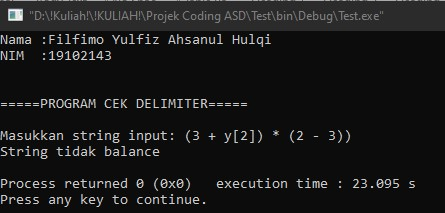 "D:\!Kuliah!\!KULIAH!\Projek Coding ASD\Test\bin\Debug\Test.exe"
Nama :Filfimo Yulfiz Ahsanul Hulqi
NIM  :19102143
=====PROGRAM CEK DELIMITER=====
Masukkan string input: (3 + y[2]) * (2 - 3))
String tidak balance
Process returned 0 (0x0)   execution time : 23.095 s
Press any key to continue.